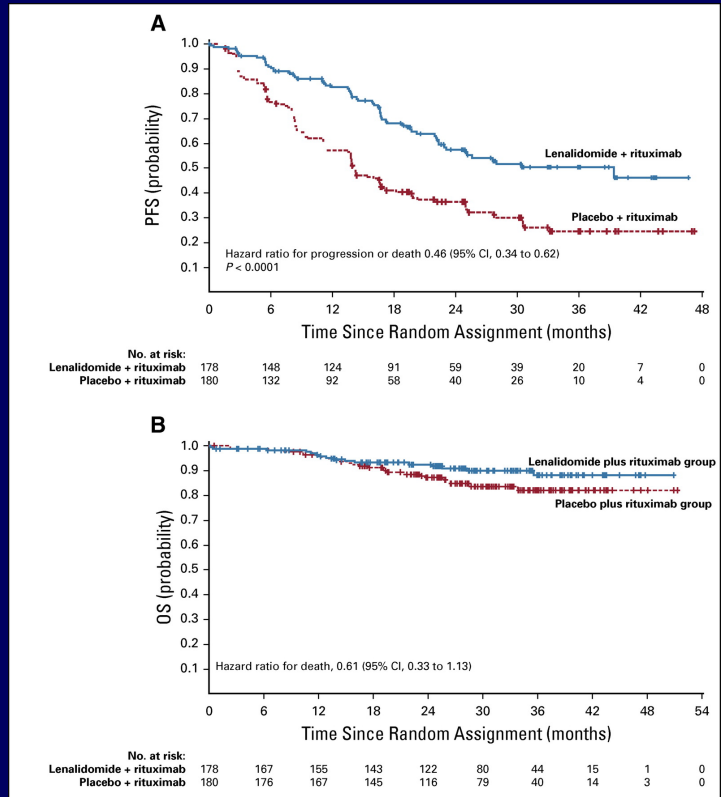 A
1.0
0.9
0.8
0.7
0.6
0.5
0.4
0.3
0.2
0.1
PFS (probability)
Lenalidomide + rituximab
Placebo + rituximab
Hazard ratio for progression or death 0.46 (95% CI, 0.34 to 0.62)
P < 0.0001
0 6 12 18 24 30 36 42 48
Time Since Random Assignment (months)
No. at risk:
Lenalidomide + rituximab 178 148 124 91 59 39 20 7 0
Placebo + rituximab 180 132 92 58 40 26 10 4 0
B
1.0
0.9
0.8
0.9
0.6
0.5
0.4
0.3
0.2
0.1
OS (probability)
Lenalidomide plus rituximab group
Placebo plus rituximab group
Hazard ratio for death, 0.61 (95% CI, 0.33 to 1.13)
0 6 12 18 24 30 36 42 48 54
Time Since Random Assignment (months)
No. at risk:
Lenalidomide + rituximab 178 167 155 143 122 80 44 15 1 0
Placebo + rituximab 180 176 167 145 116 79 40 14 3 0